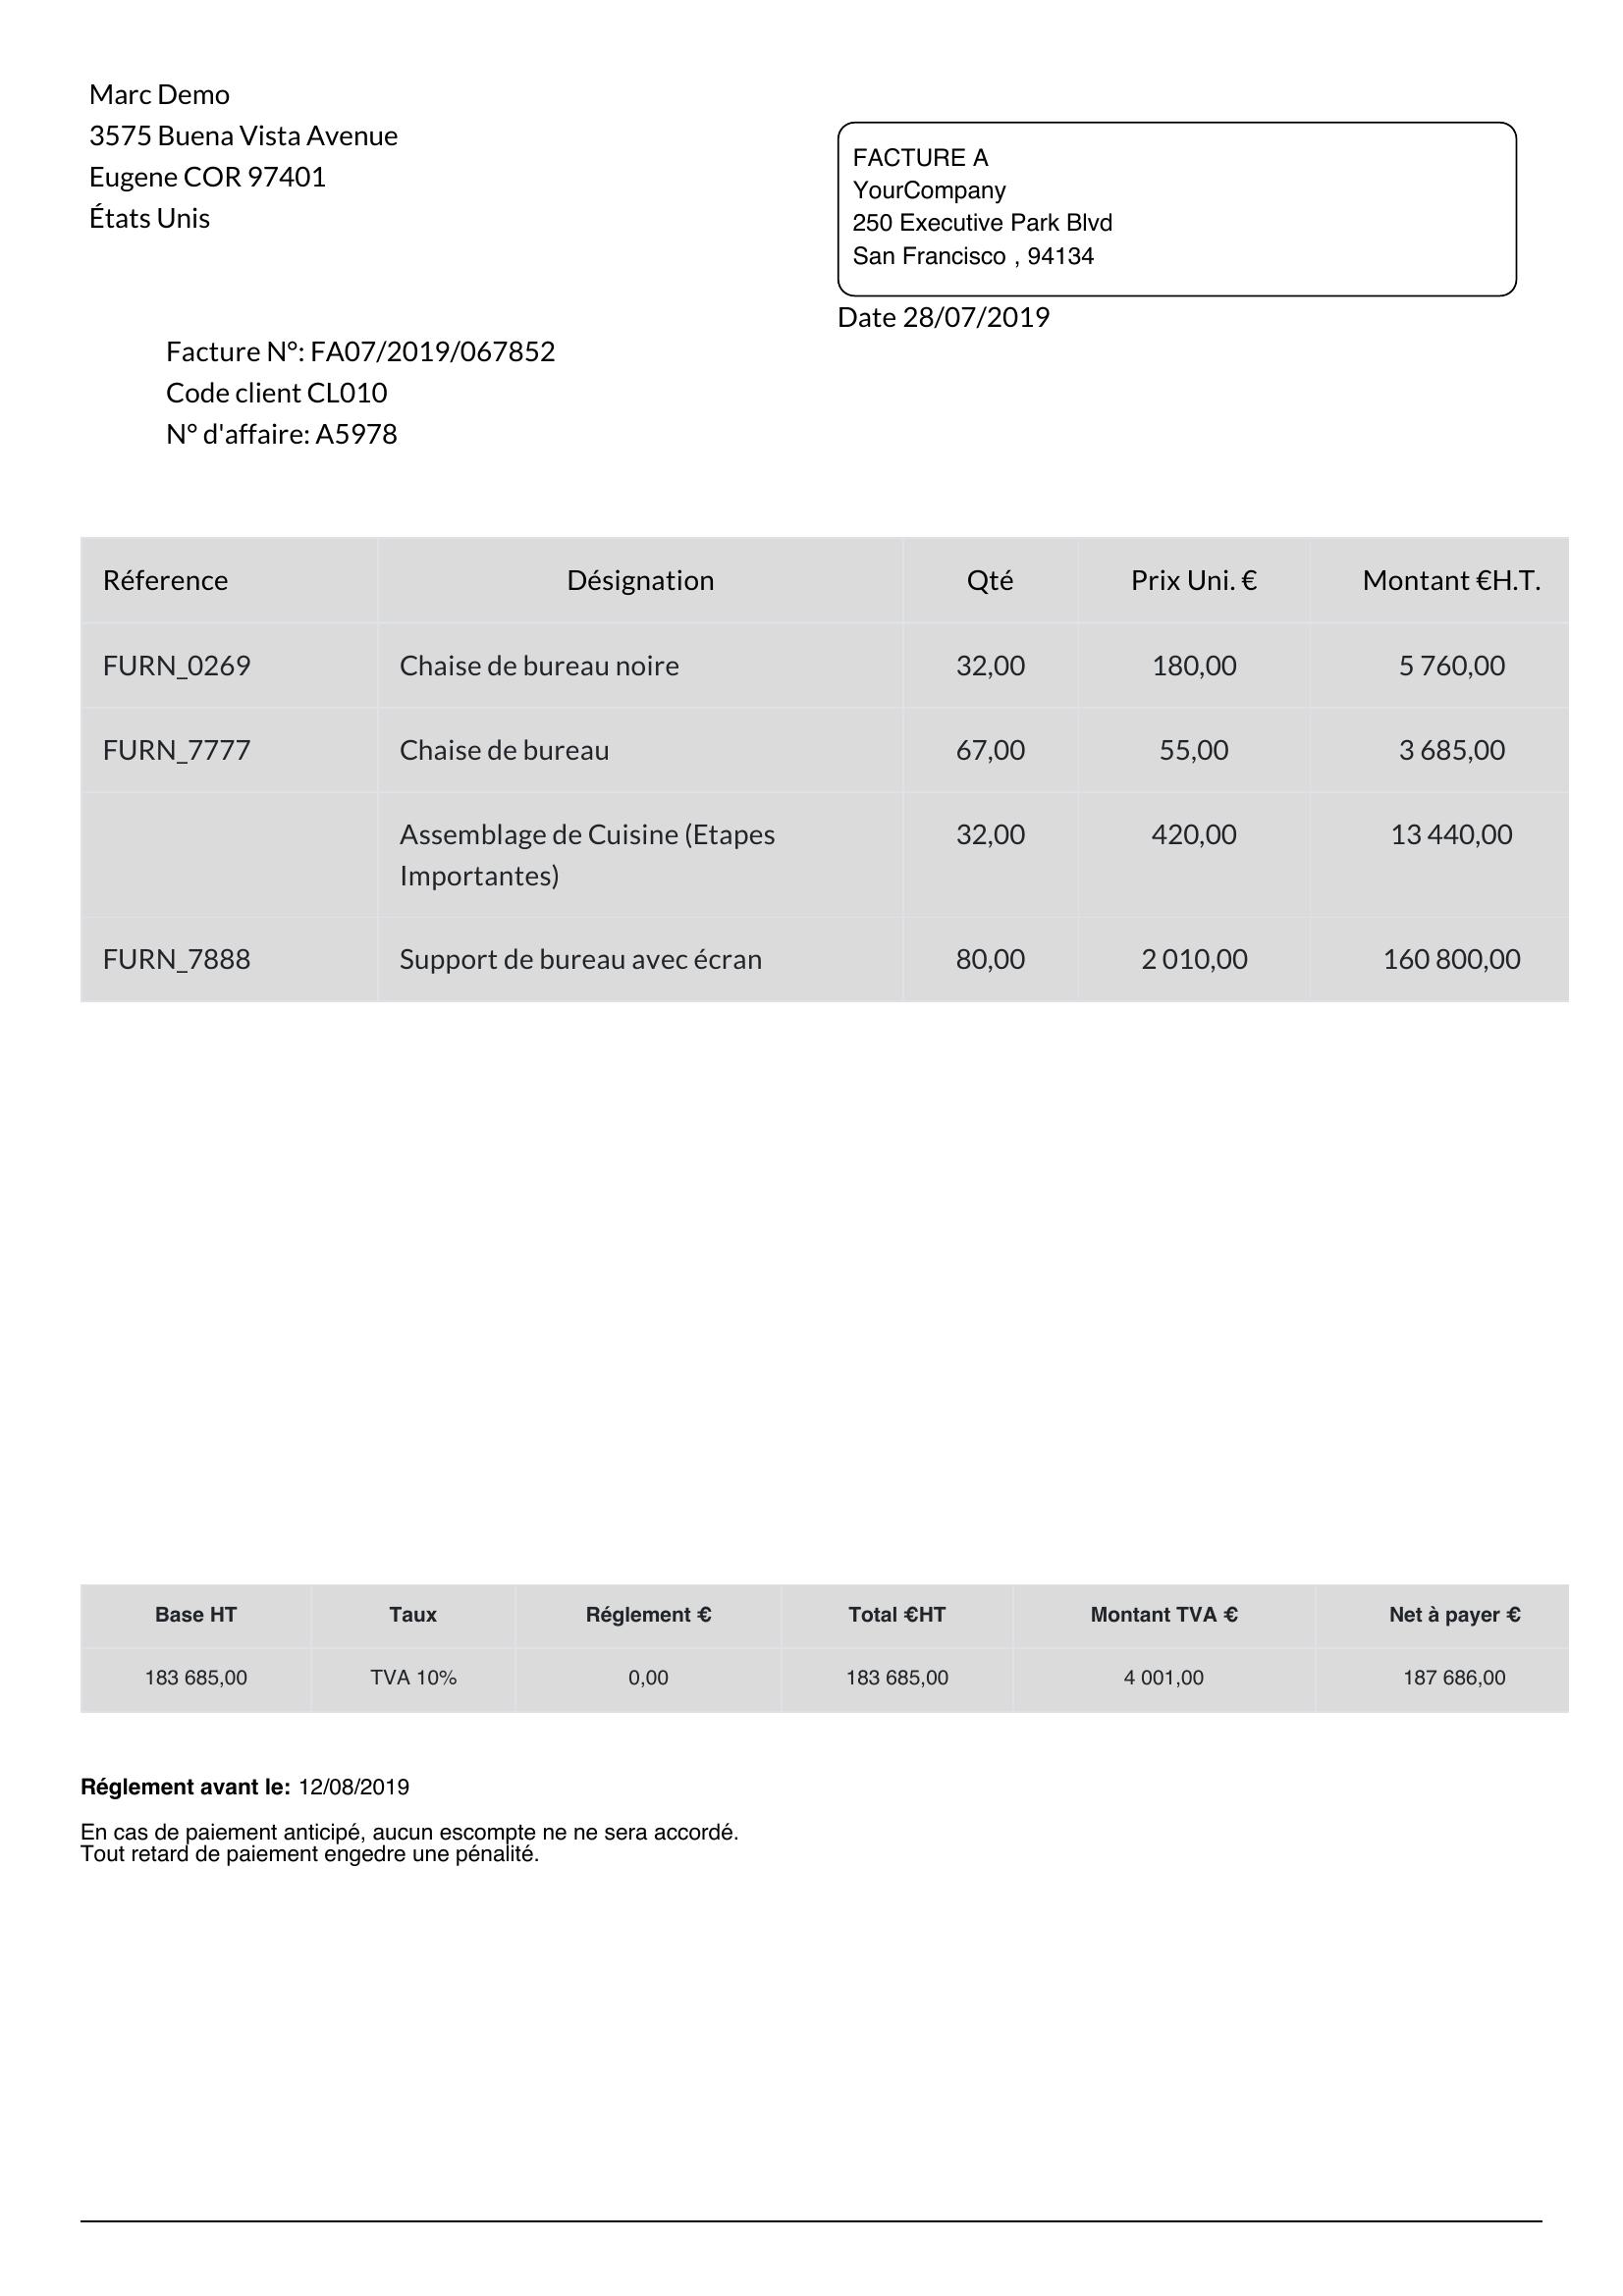 Marc Demo
3575 Buena Vista Avenue
Eugene COR 97401
États Unis
FACTURE A
YourCompany
250 Executive Park Blvd
San Francisco , 94134
Date 28/07/2019
Facture N°: FA07/2019/067852
Code client CL010
N° d'affaire: A5978
Réference Désignation Qté Prix Uni. € Montant €H.T.
FURN_0269 Chaise de bureau noire 32,00 180,00 5 760,00
FURN_7777 Chaise de bureau 67,00 55,00 3 685,00
Assemblage de Cuisine (Etapes 32,00 420,00 13 440,00
Importantes)
FURN_7888 Support de bureau avec écran 80,00 2 010,00 160 800,00
Base HT Taux Réglement € Total €HT Montant TVA € Net à payer €
183 685,00 TVA 10% 0,00 183 685,00 4 001,00 187 686,00
Réglement avant le: 12/08/2019
En cas de paiement anticipé, aucun escompte ne ne sera accordé.
Tout retard de paiement engedre une pénalité.